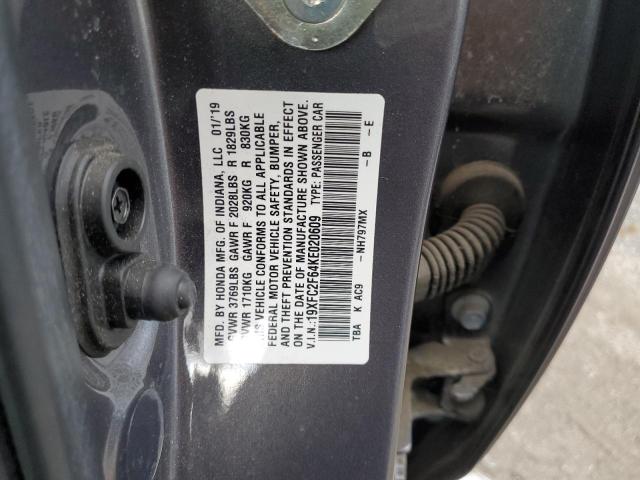 MFD. BY HONDA MFG. OF INDIANA, LLC 01/'19
GVWR 3769LBS GAWR F 2028LBS R 1829LBS
GVWR 1710KG GAWR F 920KG R 830KG
THIS VEHICLE CONFORMS TO ALL APPLICABLE
FEDERAL MOTOR VEHICLE SAFETY, BUMPER,
AND THEFT PREVENTION STANDARDS IN EFFECT
ON THE DATE OF MANUFACTURE SHOWN ABOVE.
V.I.N.:19XFC2F64KE020609 TYPE: PASSENGER CAR
TBA K AC9 –NH797MX –B –E